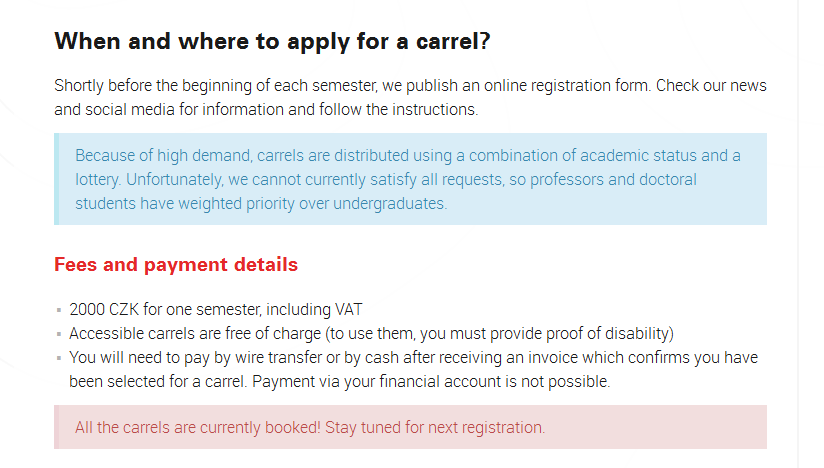 When and where to apply for a carrel?
Shortly before the beginning of each semester, we publish an online registration form. Check our news
and social media for information and follow the instructions.
Because of high demand, carrels are distributed using a combination of academic status and a
lottery. Unfortunately, we cannot currently satisfy all requests, so professors and doctoral
students have weighted priority over undergraduates.
Fees and payment details
2000 CZK for one semester, including VAT
Accessible carrels are free of charge (to use them, you must provide proof of disability)
You will need to pay by wire transfer or by cash after receiving an invoice which confirms you have
been selected for a carrel. Payment via your financial account is not possible.
All the carrels are currently booked! Stay tuned for next registration.